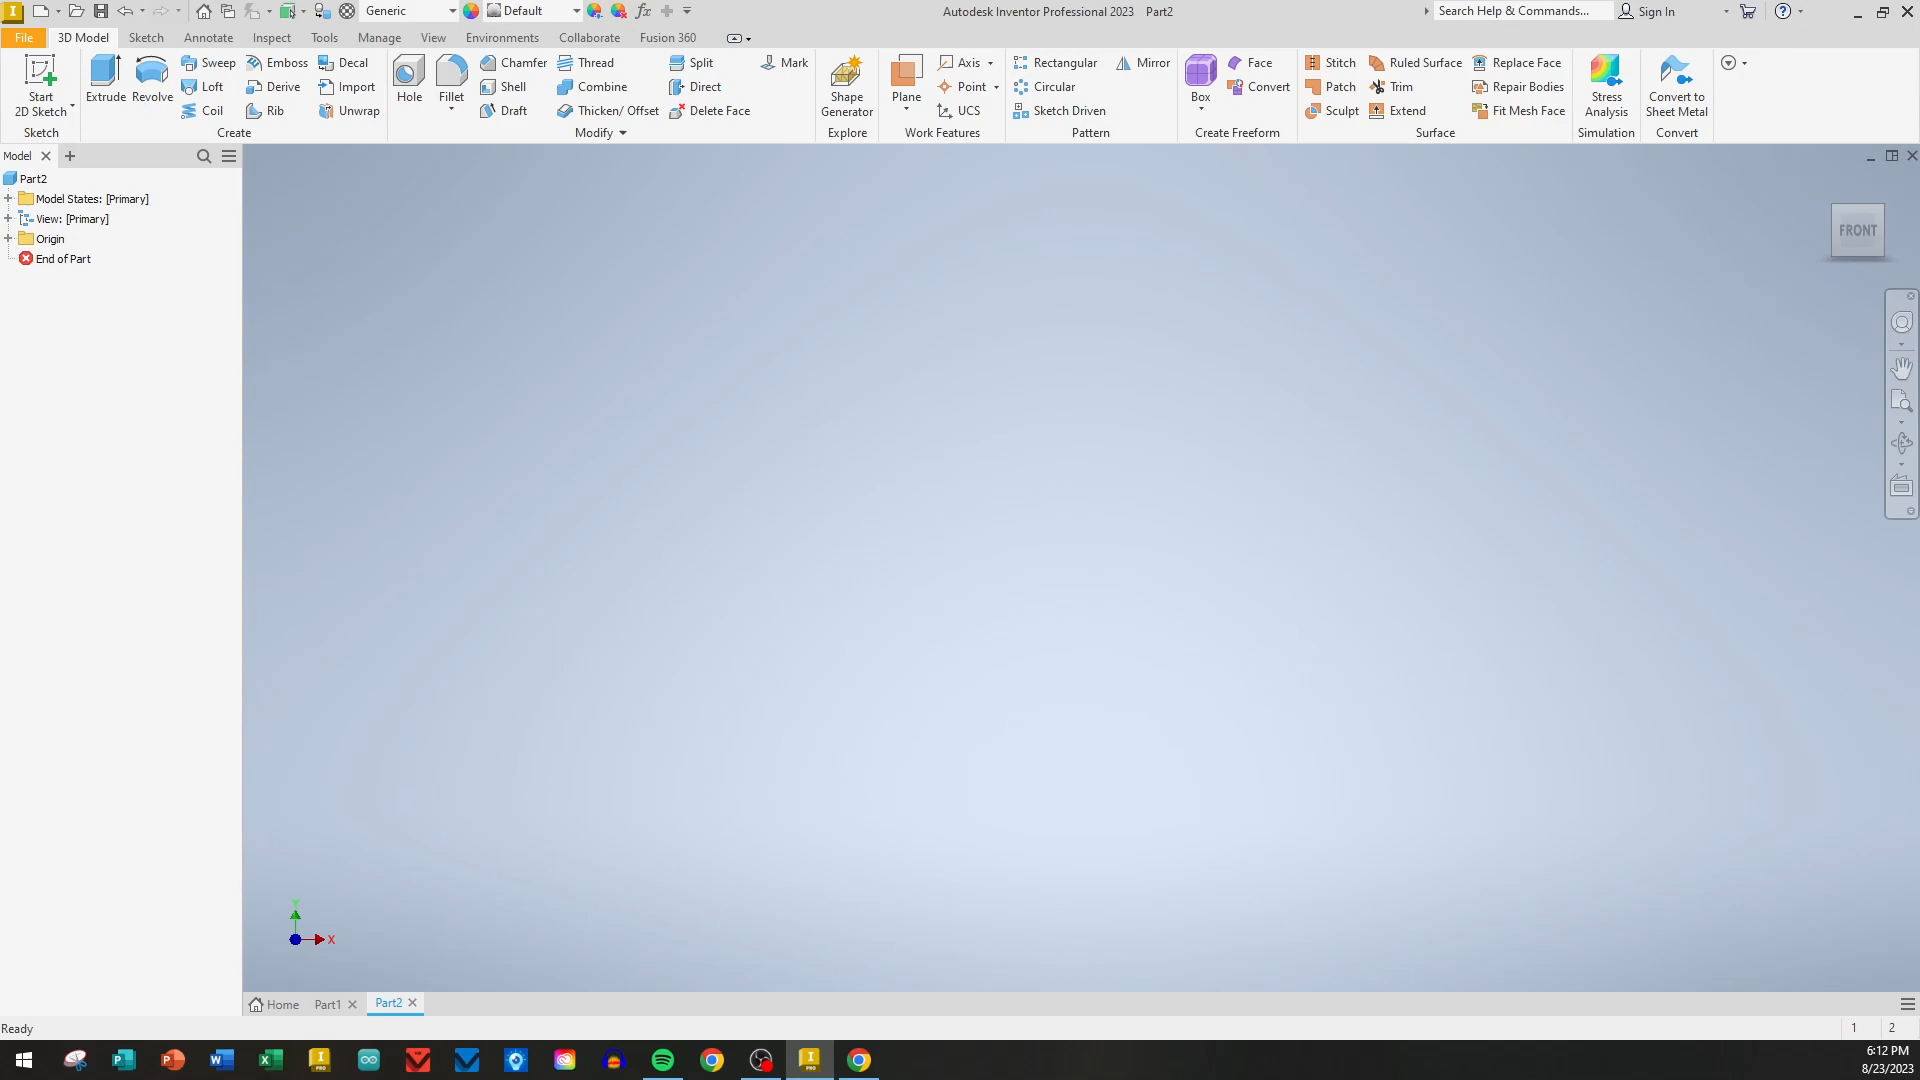 I Generic Default fx Autodesk Inventor Professional 2023 Part2 Search Help & Commands... Sign In ?
File 3D Model Sketch Annotate Inspect Tools Manage View Environments Collaborate Fusion 360
Sweep Emboss Decal Chamfer Thread Split Mark Axis Rectangular Mirror Face Stitch Ruled Surface Replace Face
Start Extrude Revolve Loft Derive Import Hole Fillet Shell Combine Direct Shape Plane Point Circular Box Convert Patch Trim Repair Bodies Stress Convert to
2D Sketch Coil Rib Unwrap Draft Thicken/ Offset Delete Face Generator UCS Sketch Driven Sculpt Extend Fit Mesh Face Analysis Sheet Metal
Sketch Create Modify Explore Work Features Pattern Create Freeform Surface Simulation Convert
Model
Part2
Model States: [Primary]
View: [Primary]
Origin
End of Part
FRONT
Y
X
Home Part1 Part2
Ready 1 2
6:12 PM
8/23/2023